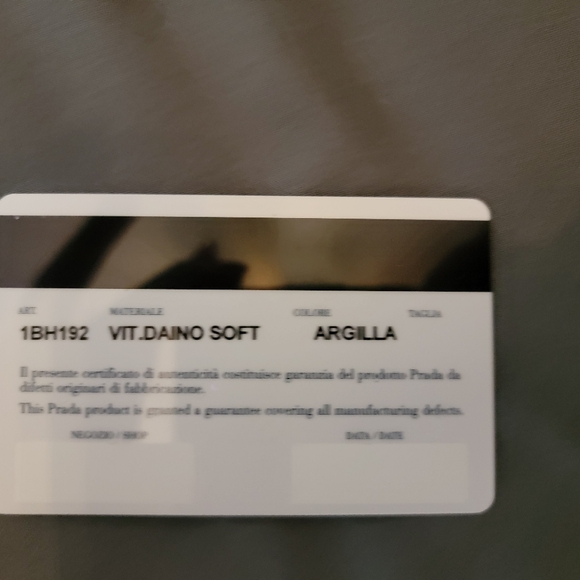 ART. MATERIALE COLORE TAGLIA
1BH192 VIT.DAINO SOFT ARGILLA
Il presente certificato di autenticità costituisce garanzia del prodotto Prada da
difetti originari di fabbricazione.
This Prada product is granted a guarantee covering all manufacturing defects.
NEGOZIO / SHOP DATA / DATE